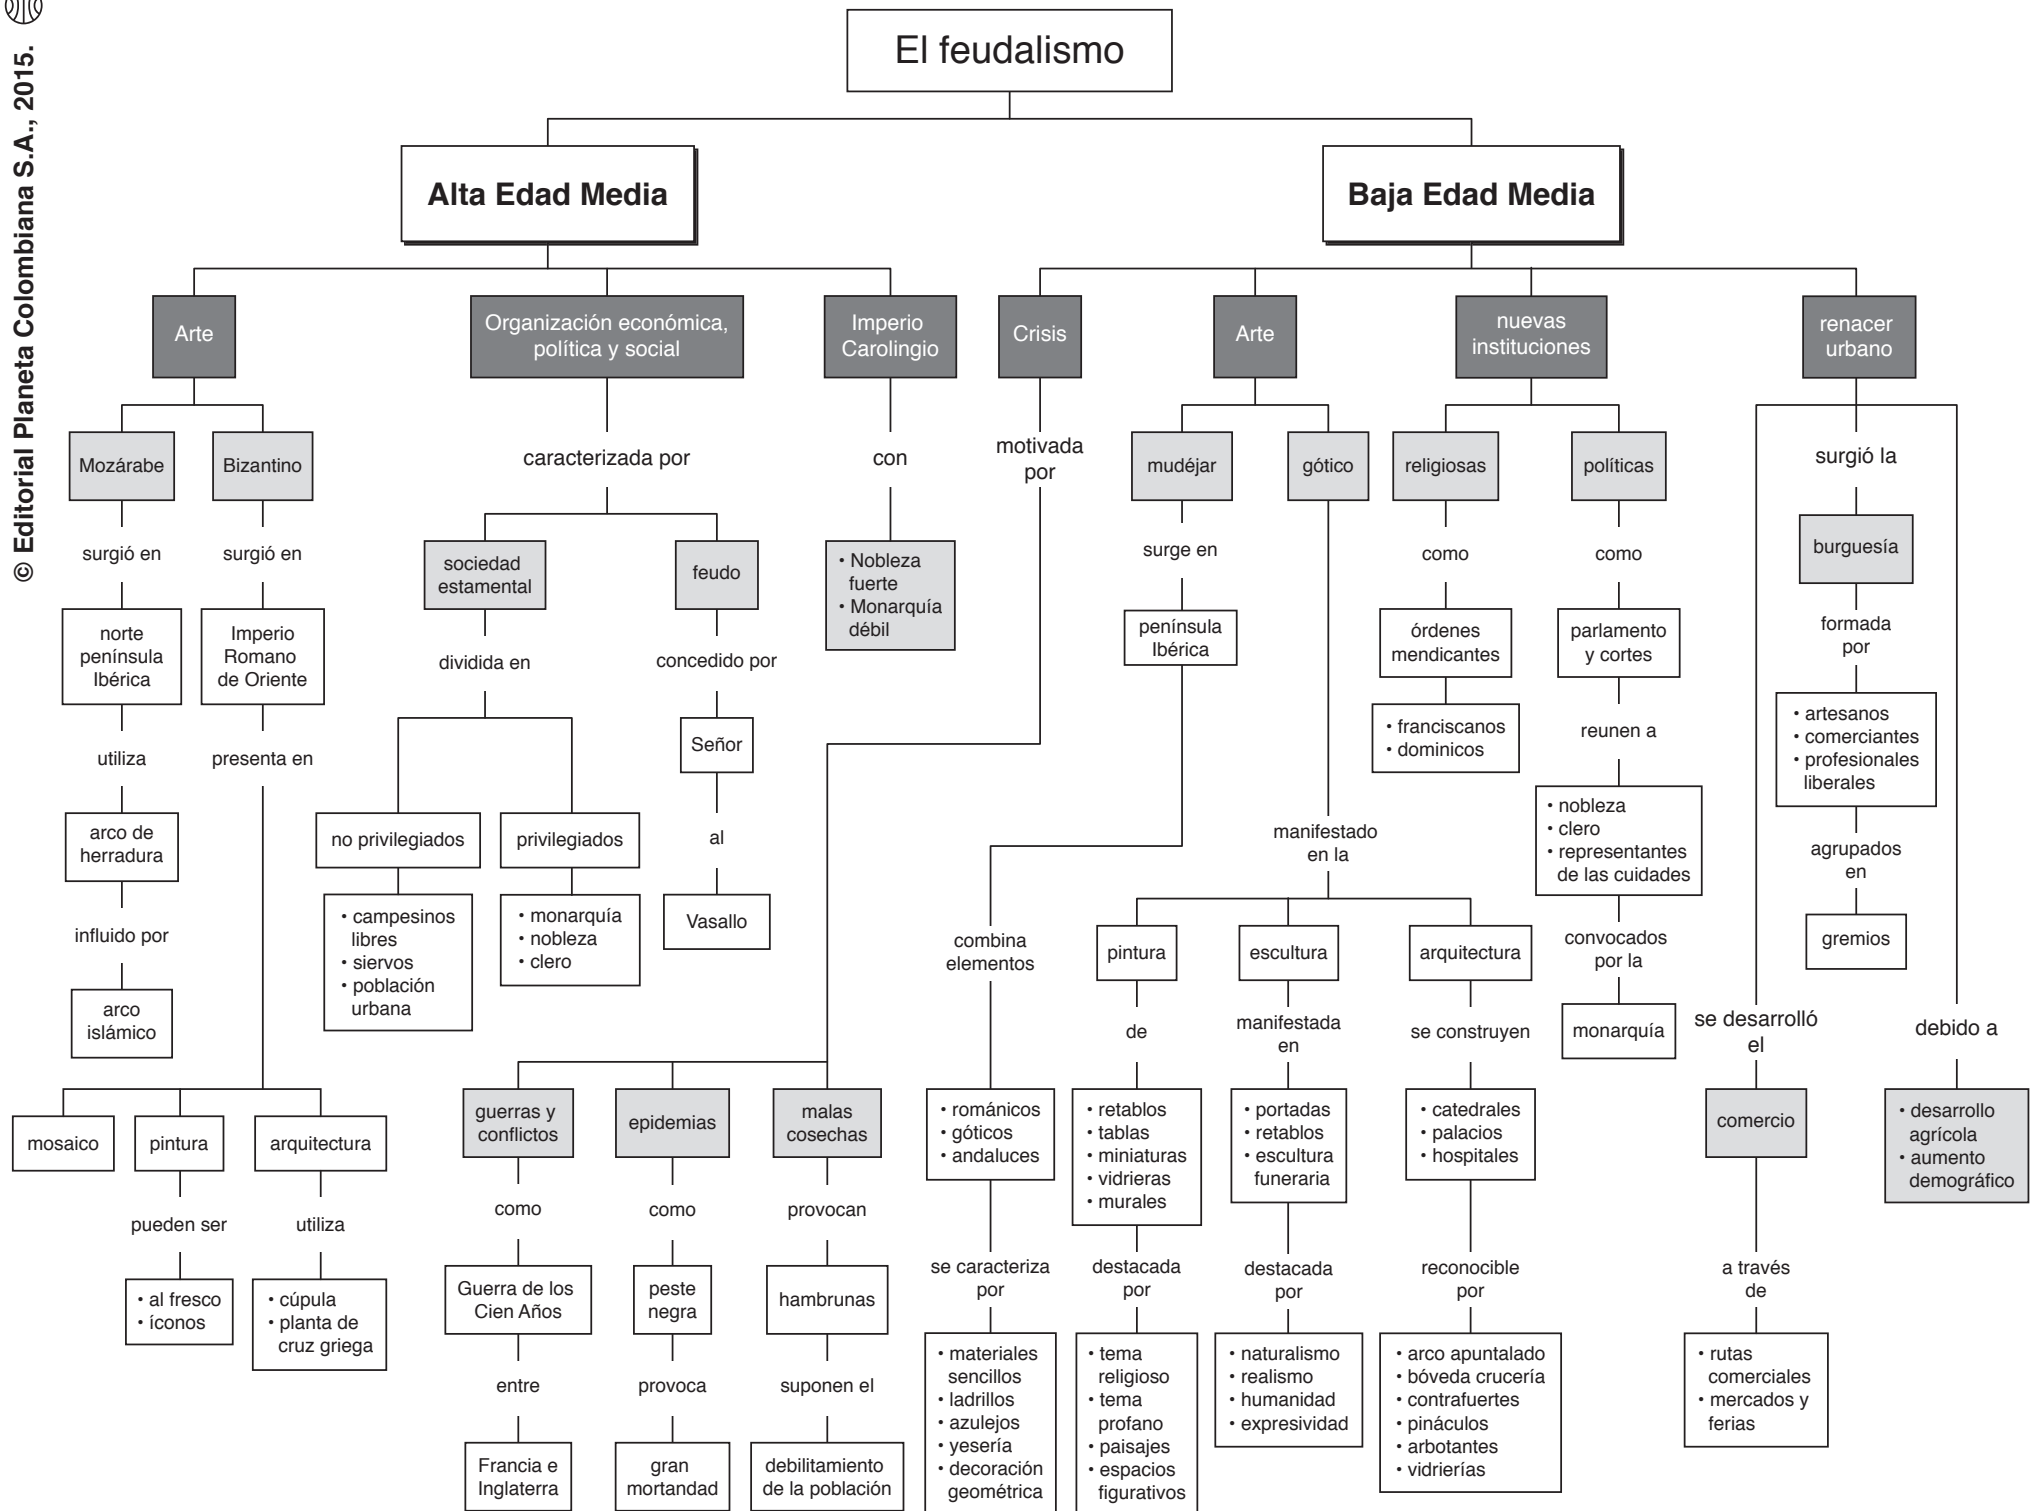 © Editorial Planeta Colombiana S.A., 2015.
El feudalismo
Alta Edad Media
Baja Edad Media
Arte
Organización económica,
política y social
Imperio
Carolingio
Crisis
Arte
nuevas
instituciones
renacer
urbano
Mozárabe
Bizantino
caracterizada por
con
motivada
por
mudéjar
gótico
religiosas
políticas
surgió la
surgió en
surgió en
sociedad
estamental
feudo
• Nobleza
fuerte
• Monarquía
débil
surge en
como
como
burguesía
norte
península
Ibérica
Imperio
Romano
de Oriente
dividida en
concedido por
península
Ibérica
órdenes
mendicantes
parlamento
y cortes
formada
por
utiliza
presenta en
Señor
• franciscanos
• dominicos
reunen a
• artesanos
• comerciantes
• profesionales
liberales
arco de
herradura
no privilegiados
privilegiados
al
manifestado
en la
• nobleza
• clero
• representantes
de las cuidades
agrupados
en
influido por
• campesinos
libres
• siervos
• población
urbana
• monarquía
• nobleza
• clero
Vasallo
combina
elementos
pintura
escultura
arquitectura
convocados
por la
gremios
arco
islámico
de
manifestada
en
se construyen
monarquía
se desarrolló
el
debido a
mosaico
pintura
arquitectura
guerras y
conflictos
epidemias
malas
cosechas
• románicos
• góticos
• andaluces
• retablos
• tablas
• miniaturas
• vidrieras
• murales
• portadas
• retablos
• escultura
funeraria
• catedrales
• palacios
• hospitales
comercio
• desarrollo
agrícola
• aumento
demográfico
pueden ser
utiliza
como
como
provocan
se caracteriza
por
destacada
por
destacada
por
reconocible
por
a través
de
• al fresco
• íconos
• cúpula
• planta de
cruz griega
Guerra de los
Cien Años
peste
negra
hambrunas
• materiales
sencillos
• ladrillos
• azulejos
• yesería
• decoración
geométrica
• tema
religioso
• tema
profano
• paisajes
• espacios
figurativos
• naturalismo
• realismo
• humanidad
• expresividad
• arco apuntalado
• bóveda crucería
• contrafuertes
• pináculos
• arbotantes
• vidrierías
• rutas
comerciales
• mercados y
ferias
entre
provoca
suponen el
Francia e
Inglaterra
gran
mortandad
debilitamiento
de la población